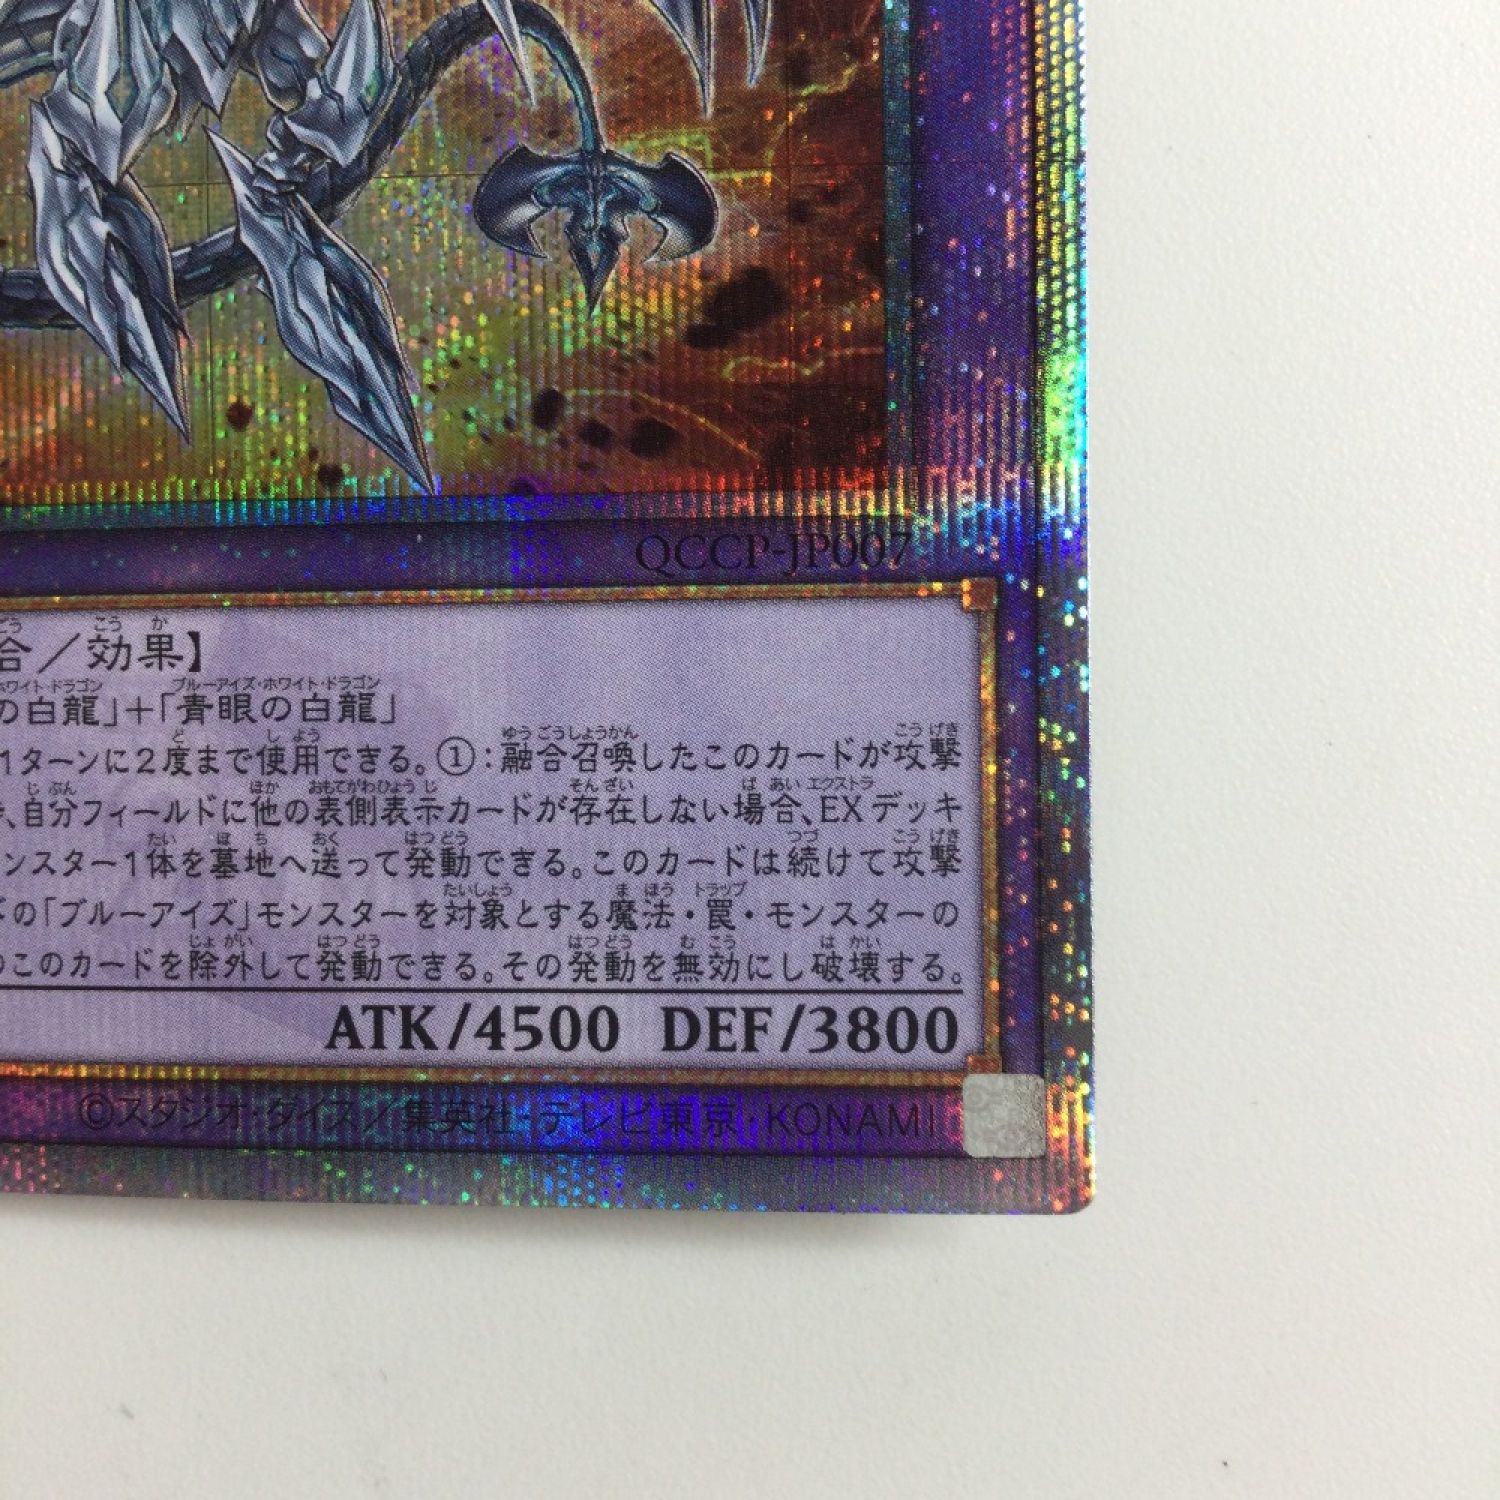 QCCP-JP007
合／効果】
の白龍」＋「青眼の白龍」
1ターンに2度まで使用できる。①：融合召喚したこのカードが攻撃
、自分フィールドに他の表側表示カードが存在しない場合、EXデッキ
ンスター1体を墓地へ送って発動できる。このカードは続けて攻撃
の「ブルーアイズ」モンスターを対象とする魔法・罠・モンスターの
のこのカードを除外して発動できる。その発動を無効にし破壊する。
ATK/4500 DEF/3800
©スタジオ・ダイス／集英社・テレビ東京・KONAMI